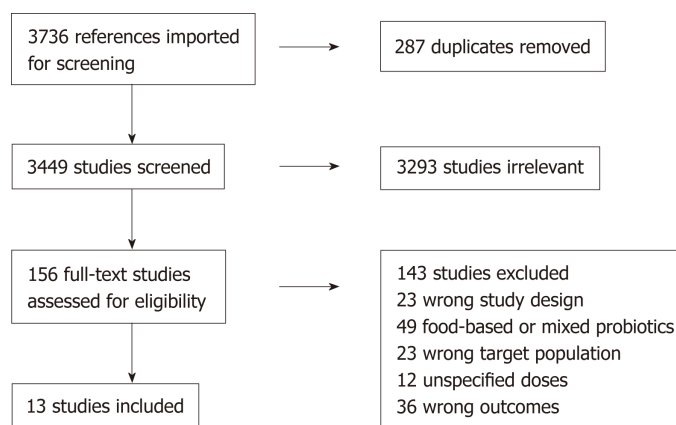 3736 references imported
for screening
287 duplicates removed
3449 studies screened
3293 studies irrelevant
156 full-text studies
assessed for eligibility
143 studies excluded
23 wrong study design
49 food-based or mixed probiotics
23 wrong target population
12 unspecified doses
36 wrong outcomes
13 studies included